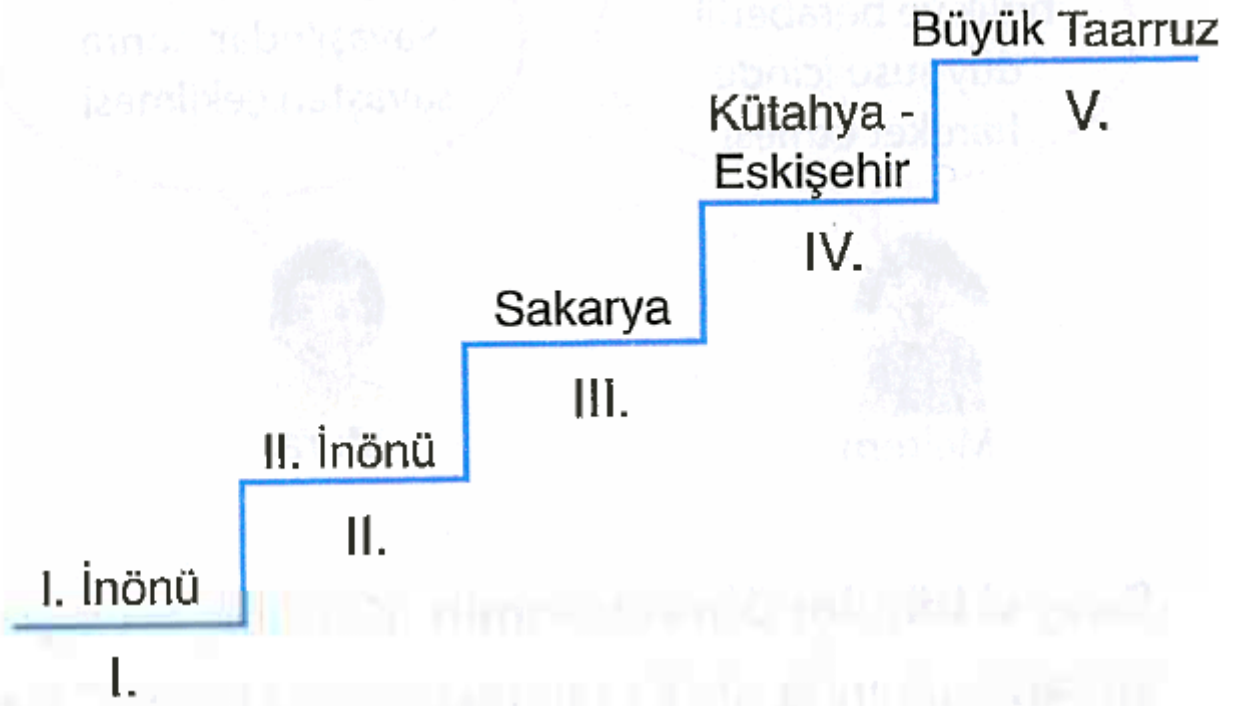 Büyük Taarruz
V.
Kütahya -
Eskişehir
IV.
Sakarya
III.
II. İnönü
II.
I. İnönü
I.